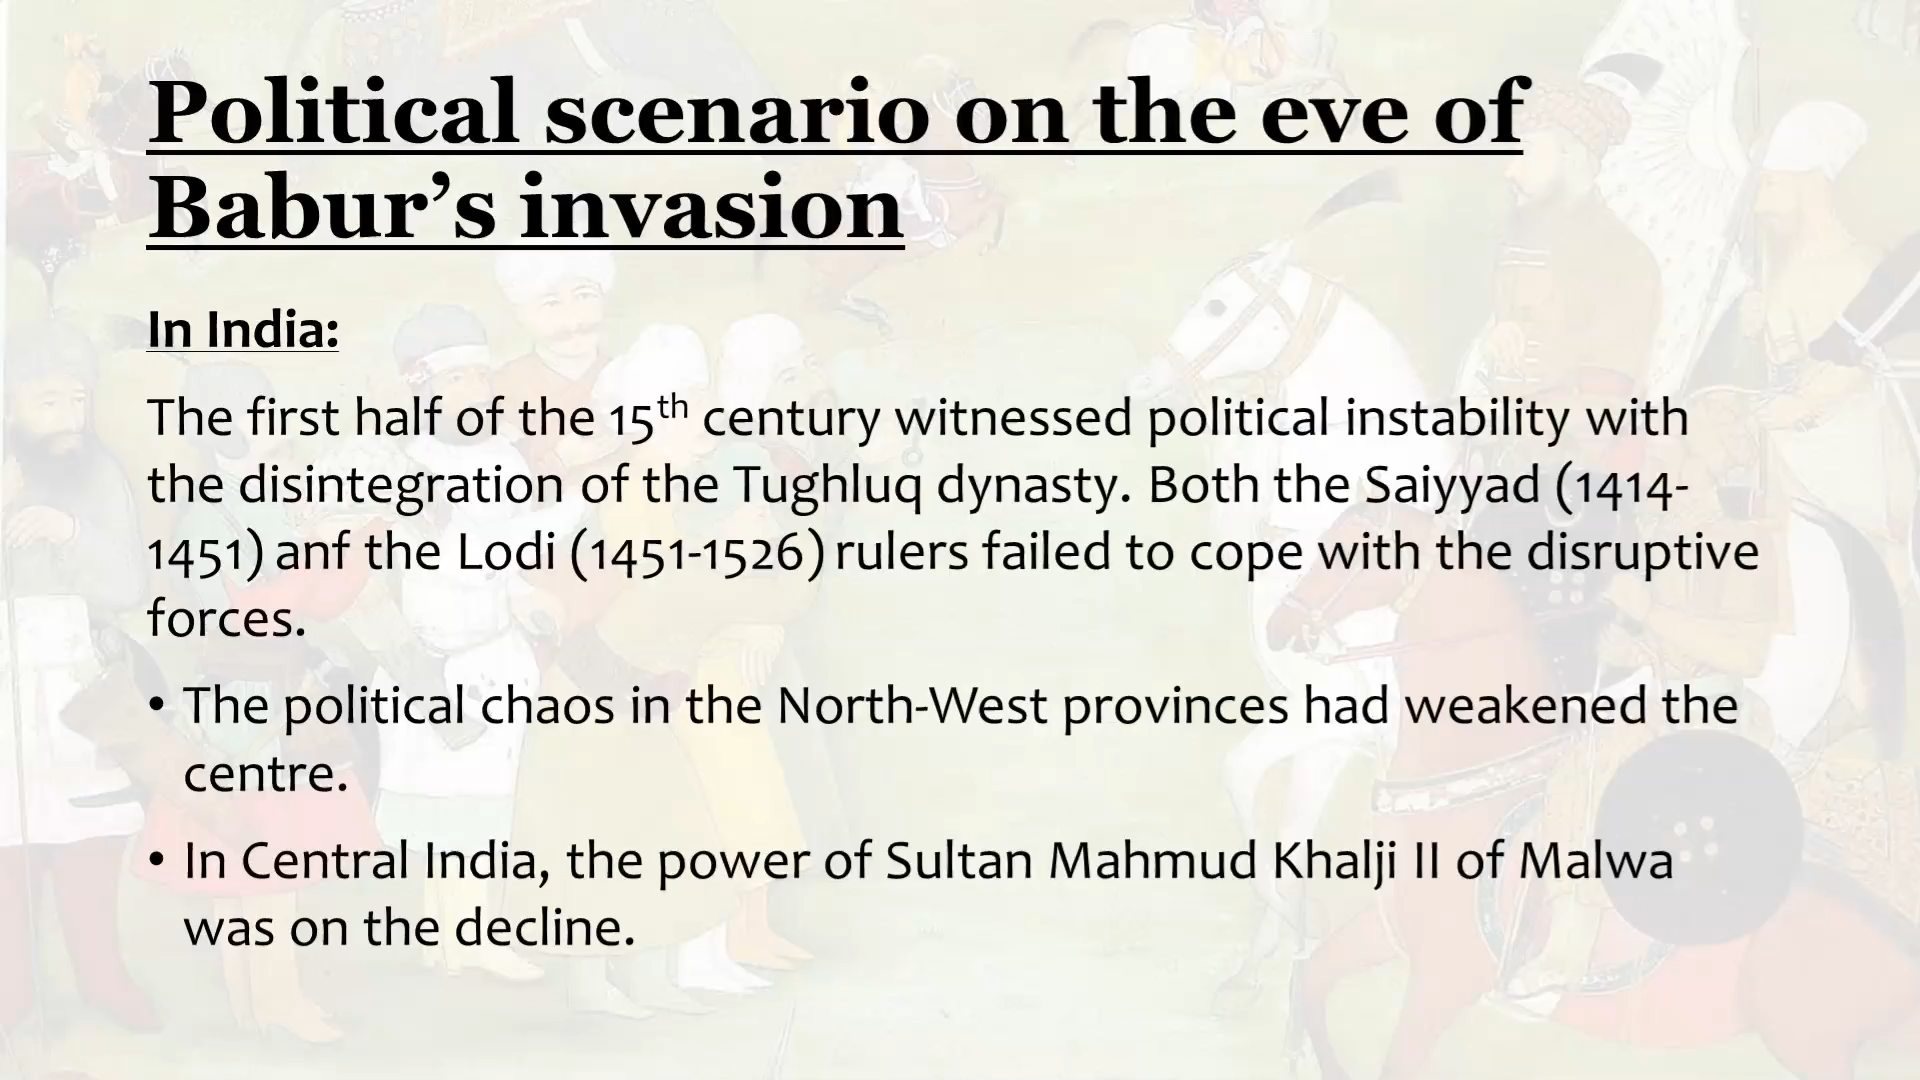 Political scenario on the eve of
Babur’s invasion
In India:
The first half of the 15th century witnessed political instability with
the disintegration of the Tughluq dynasty. Both the Saiyyad (1414-
1451) anf the Lodi (1451-1526) rulers failed to cope with the disruptive
forces.
• The political chaos in the North-West provinces had weakened the
centre.
• In Central India, the power of Sultan Mahmud Khalji II of Malwa
was on the decline.